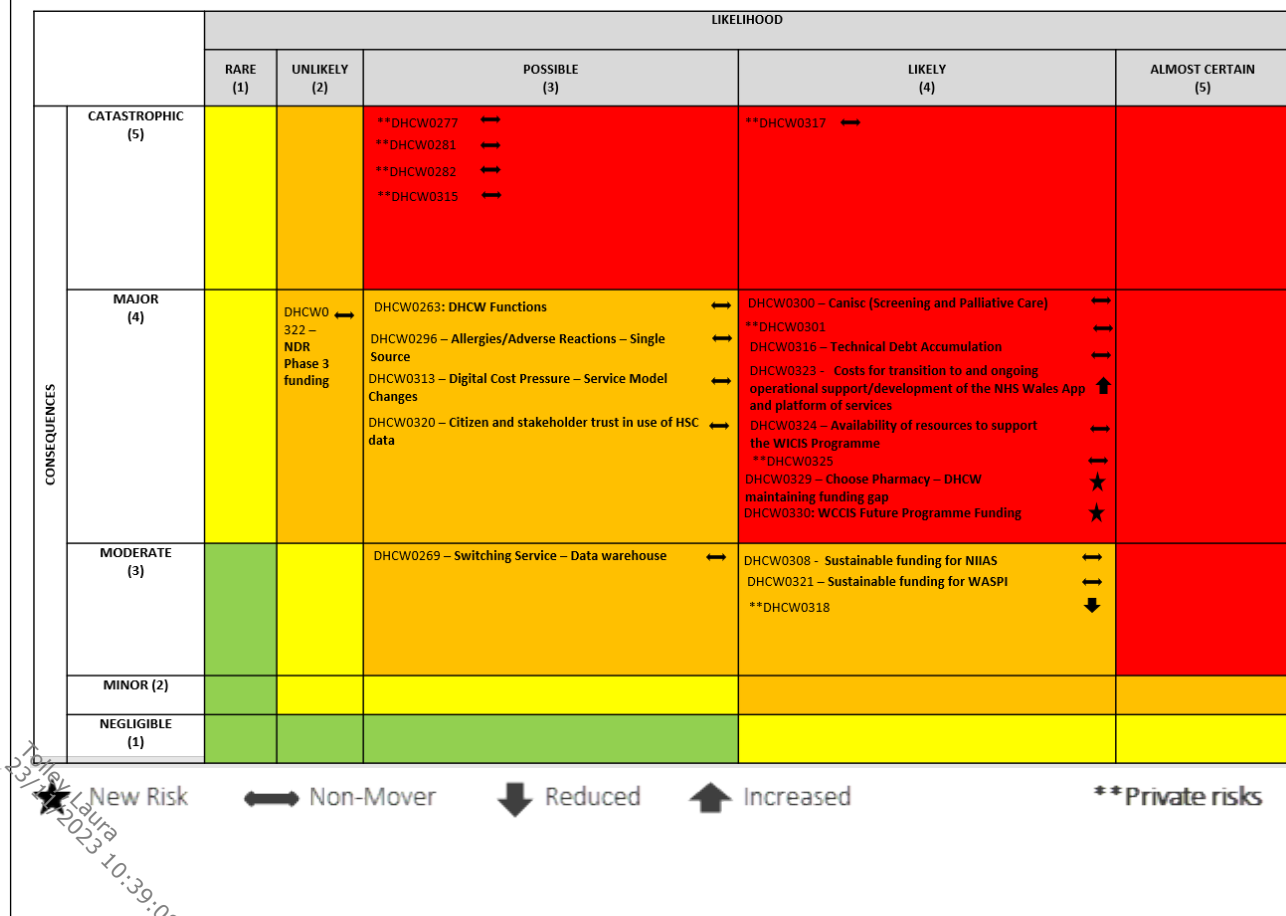 LIKELIHOOD
RARE
(1)
UNLIKELY
(2)
POSSIBLE
(3)
LIKELY
(4)
ALMOST CERTAIN
(5)
CONSEQUENCES
CATASTROPHIC
(5)
**DHCW0277
**DHCW0281
**DHCW0282
**DHCW0315
**DHCW0317
MAJOR
(4)
DHCW0
322 –
NDR
Phase 3
funding
DHCW0263: DHCW Functions
DHCW0296 – Allergies/Adverse Reactions – Single
Source
DHCW0313 – Digital Cost Pressure – Service Model
Changes
DHCW0320 – Citizen and stakeholder trust in use of HSC
data
DHCW0300 – Canisc (Screening and Palliative Care)
**DHCW0301
DHCW0316 – Technical Debt Accumulation
DHCW0323 - Costs for transition to and ongoing
operational support/development of the NHS Wales App
and platform of services
DHCW0324 – Availability of resources to support
the WICIS Programme
**DHCW0325
DHCW0329 – Choose Pharmacy – DHCW
maintaining funding gap
DHCW0330: WCCIS Future Programme Funding
MODERATE
(3)
DHCW0269 – Switching Service – Data warehouse
DHCW0308 - Sustainable funding for NIIAS
DHCW0321 – Sustainable funding for WASPI
**DHCW0318
MINOR (2)
NEGLIGIBLE
(1)
New Risk
Non-Mover
Reduced
Increased
**Private risks
Tolley, Laura
10:39:0